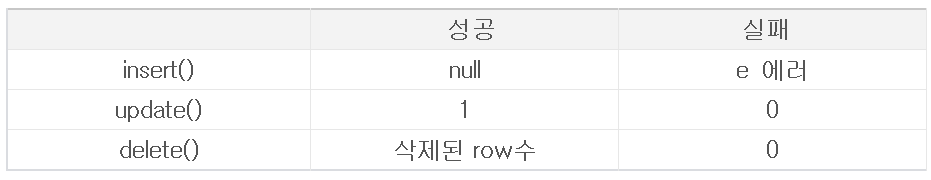 성공 실패
insert() null e 에러
update() 1 0
delete() 삭제된 row수 0